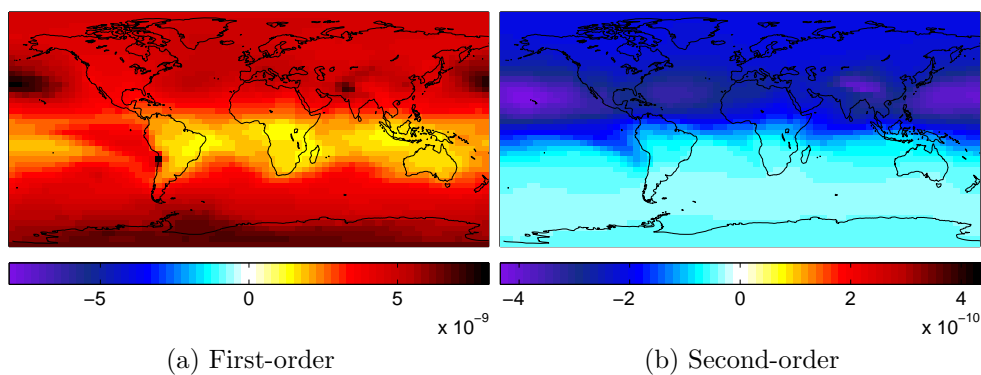 −5 0 5
x 10⁻⁹
(a) First-order
−4 −2 0 2 4
x 10⁻¹⁰
(b) Second-order